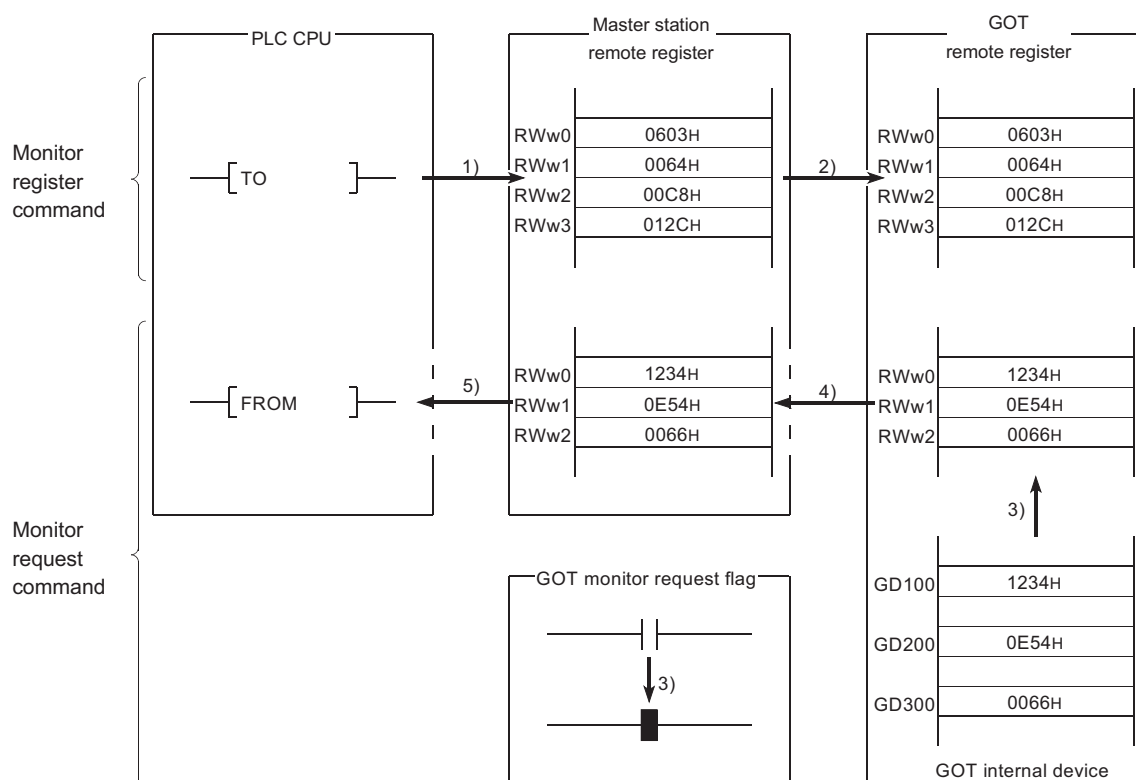 PLC CPU
Master station
remote register
GOT
remote register
Monitor
register
command
TO
1)
RWw0 0603H
RWw1 0064H
RWw2 00C8H
RWw3 012CH
2)
RWw0 0603H
RWw1 0064H
RWw2 00C8H
RWw3 012CH
Monitor
request
command
FROM
5)
RWw0 1234H
RWw1 0E54H
RWw2 0066H
4)
RWw0 1234H
RWw1 0E54H
RWw2 0066H
3)
GOT monitor request flag
3)
GD100 1234H
GD200 0E54H
GD300 0066H
GOT internal device